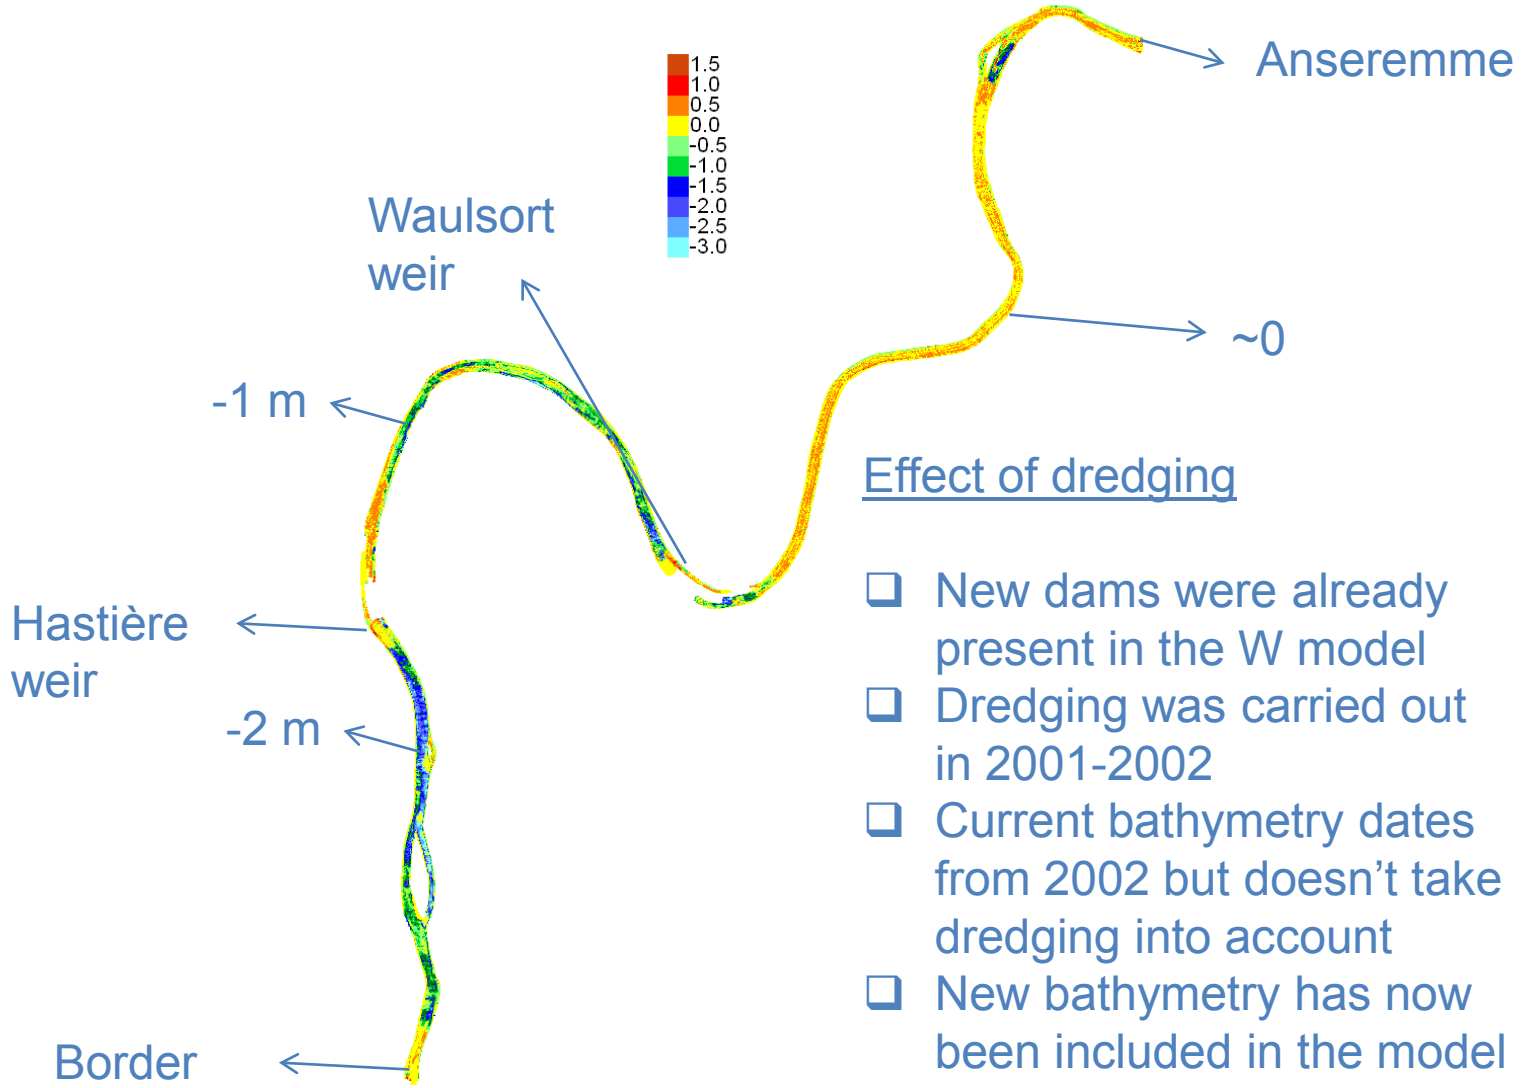 Anseremme
1.5
1.0
0.5
0.0
-0.5
-1.0
-1.5
-2.0
-2.5
-3.0
Waulsort
weir
~0
-1 m
Hastière
weir
-2 m
Border
Effect of dredging
❑ New dams were already
present in the W model
❑ Dredging was carried out
in 2001-2002
❑ Current bathymetry dates
from 2002 but doesn’t take
dredging into account
❑ New bathymetry has now
been included in the model